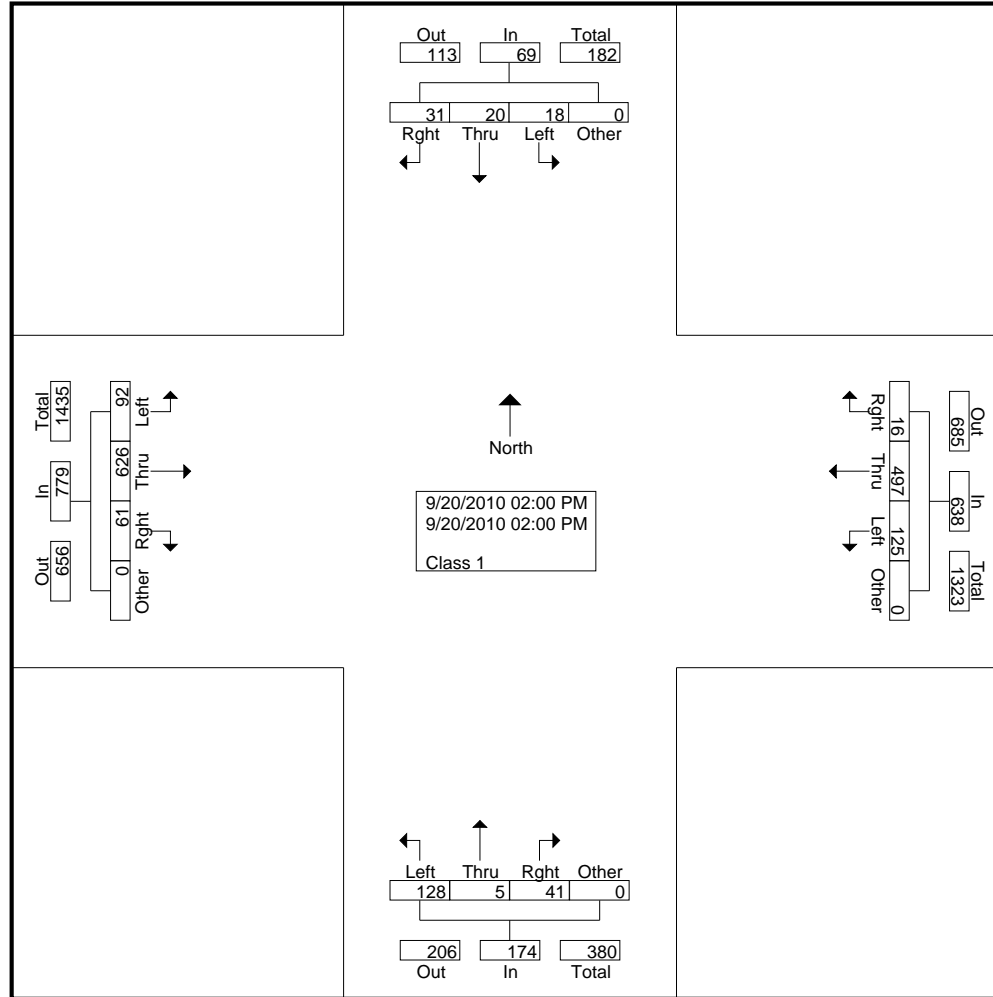 Out In Total
113 69 182
31 20 18 0
Rght Thru Left Other
Total 1435
In 779
Out 656
92 626 61 0
Left Thru Rght Other
North
9/20/2010 02:00 PM
9/20/2010 02:00 PM
Class 1
Rght Thru Left Other
16 497 125 0
Out 685
In 638
Total 1323
Left Thru Rght Other
128 5 41 0
206 174 380
Out In Total